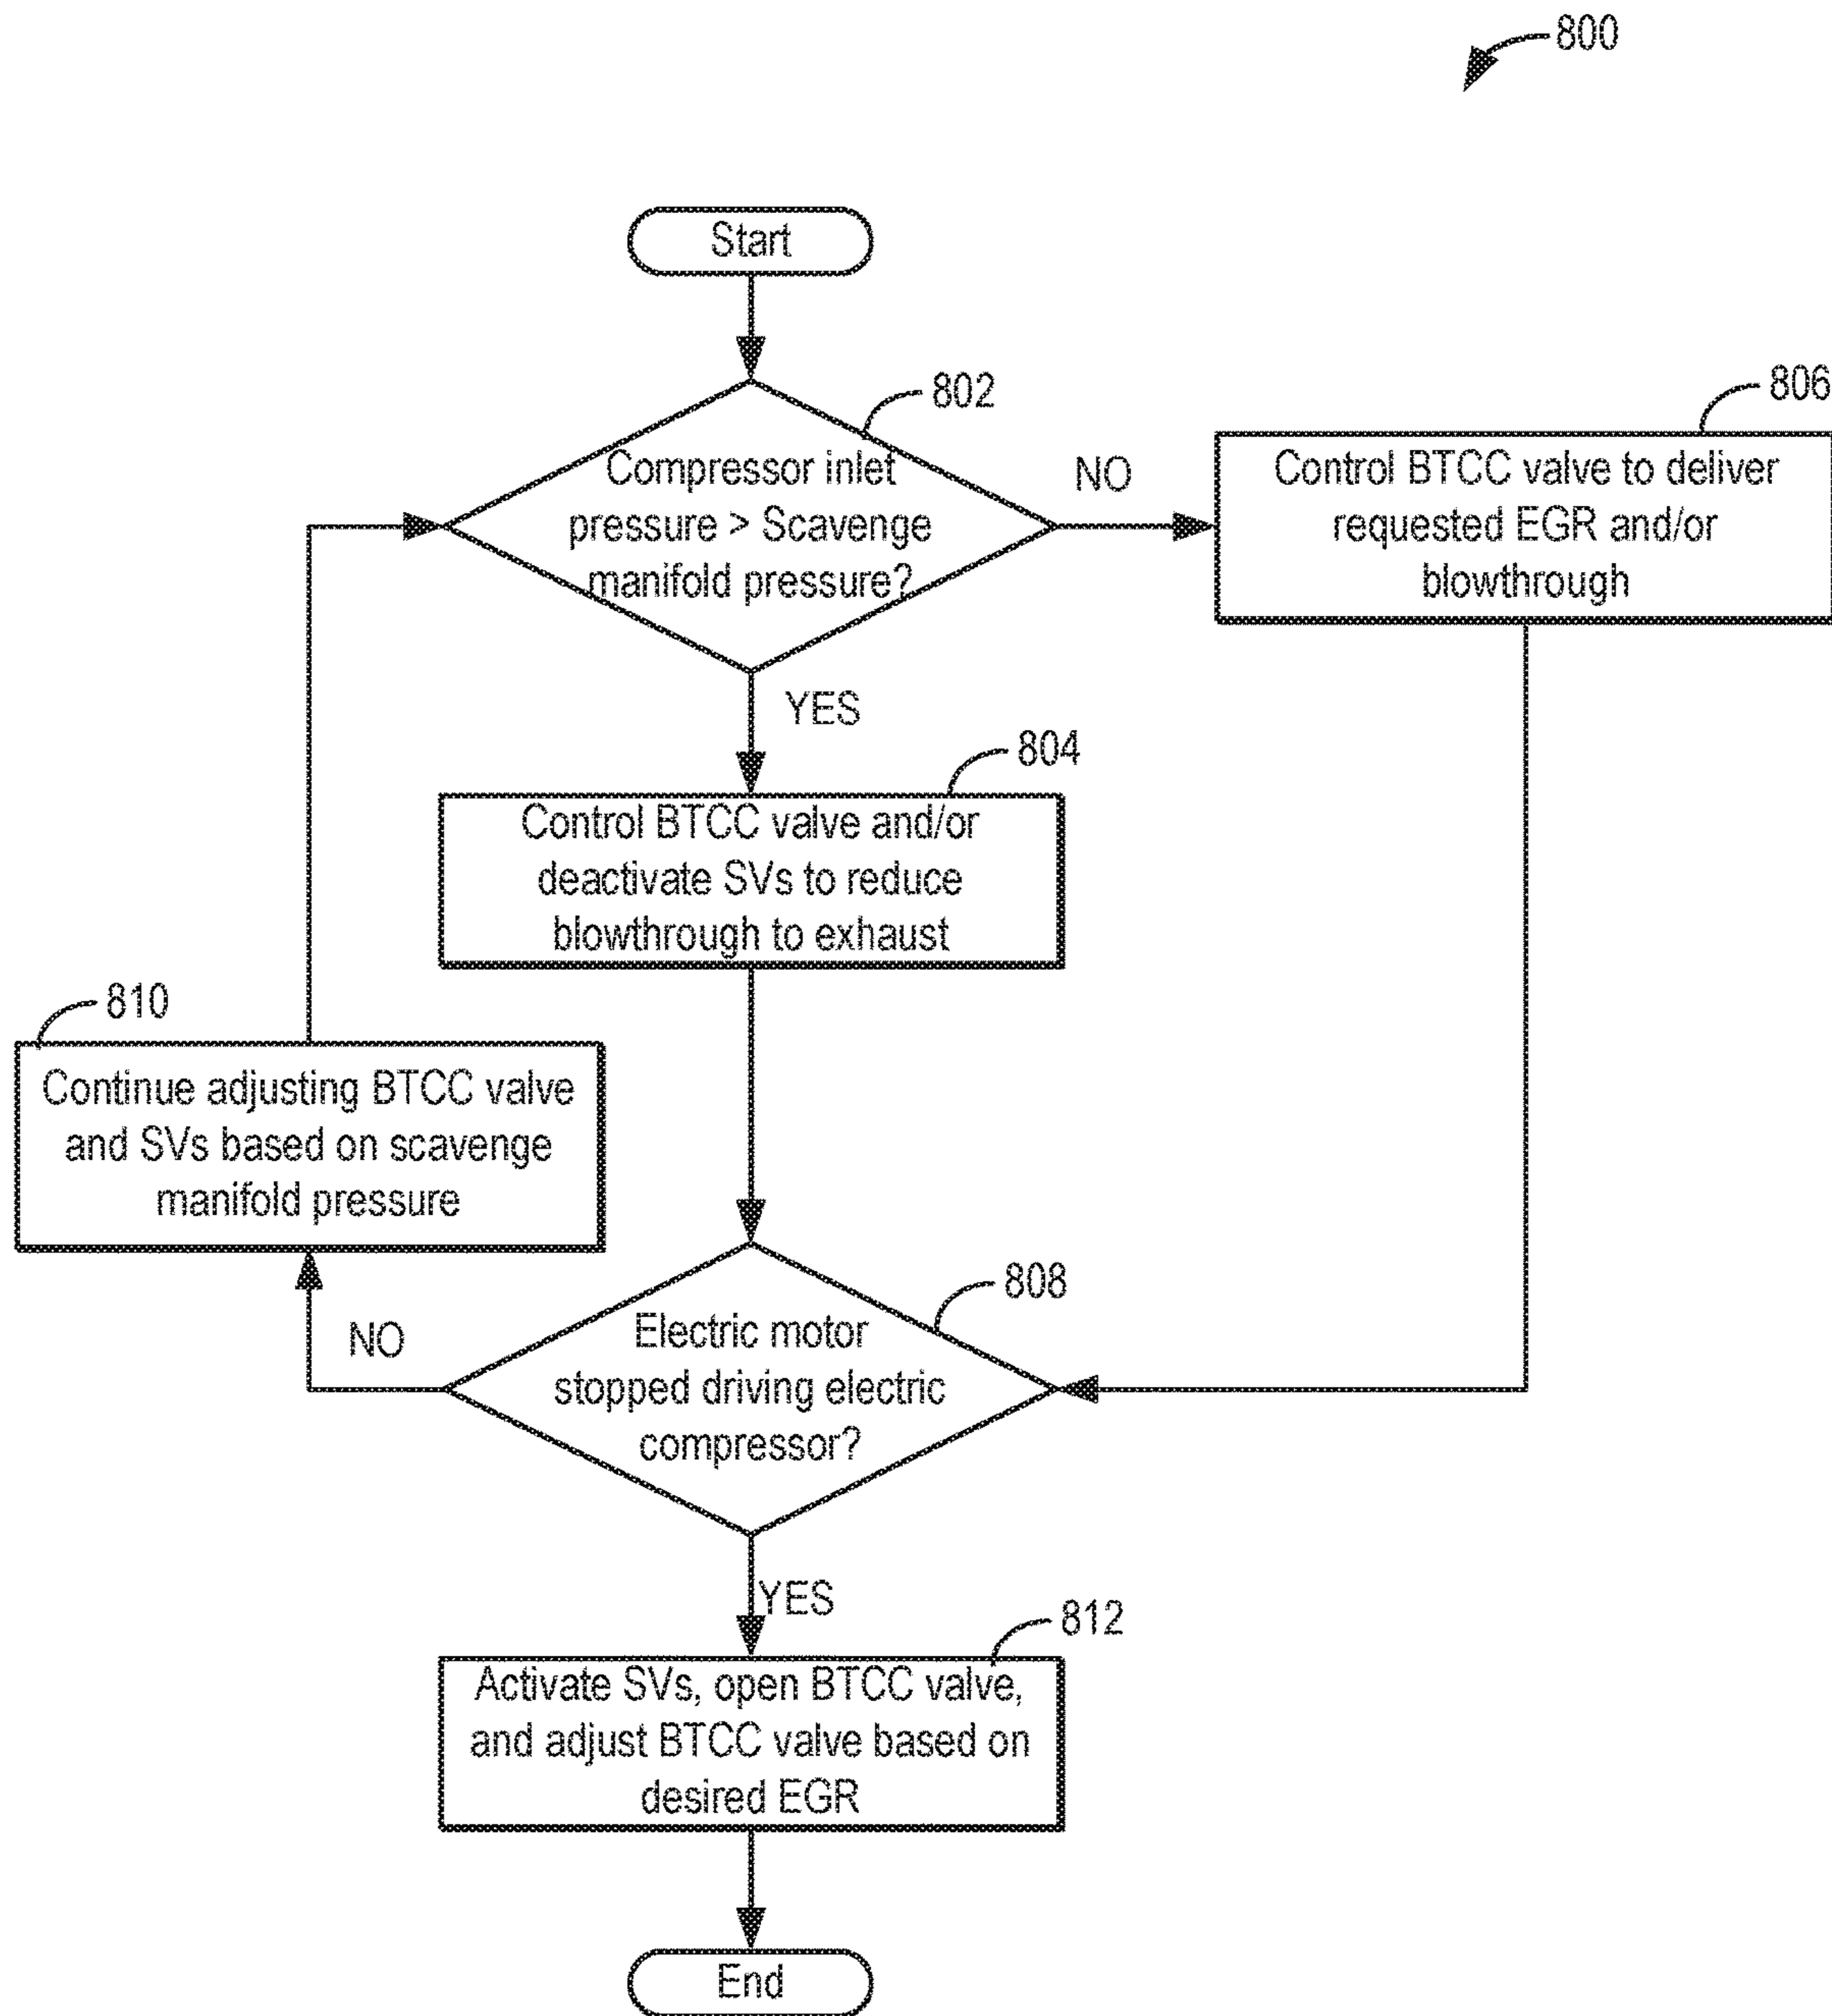 800
Start
802
Compressor inlet
pressure > Scavenge
manifold pressure?
NO
806
Control BTCC valve to deliver
requested EGR and/or
blowthrough
YES
804
Control BTCC valve and/or
deactivate SVs to reduce
blowthrough to exhaust
810
Continue adjusting BTCC valve
and SVs based on scavenge
manifold pressure
808
Electric motor
stopped driving electric
compressor?
NO
YES
812
Activate SVs, open BTCC valve,
and adjust BTCC valve based on
desired EGR
End